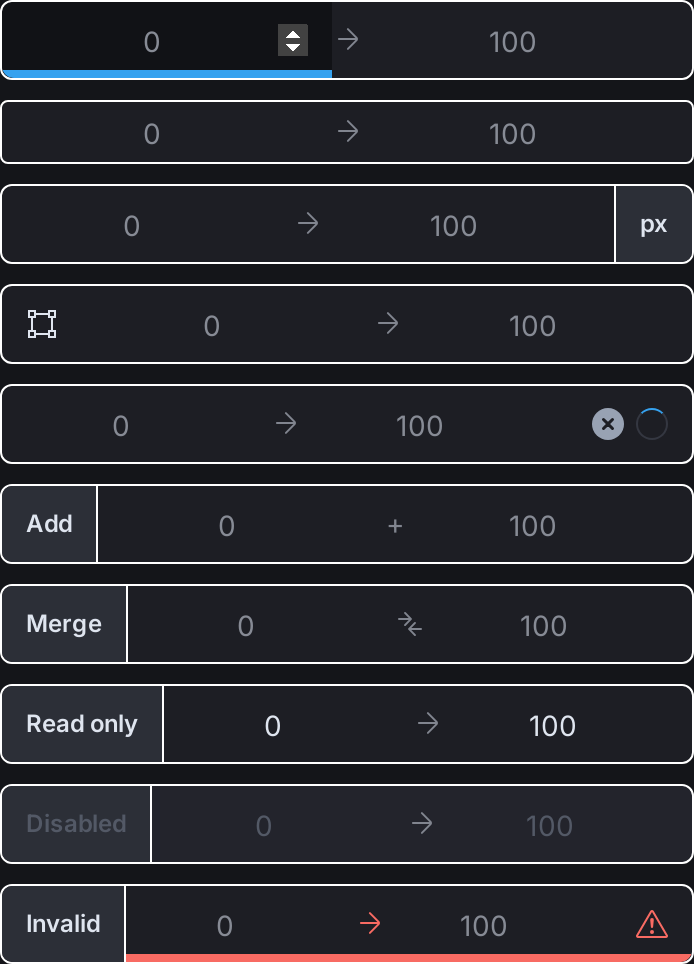 0 → 100
0 → 100
0 → 100 px
0 → 100
0 → 100
Add 0 + 100
Merge 0 100
Read only 0 → 100
Disabled 0 → 100
Invalid 0 → 100